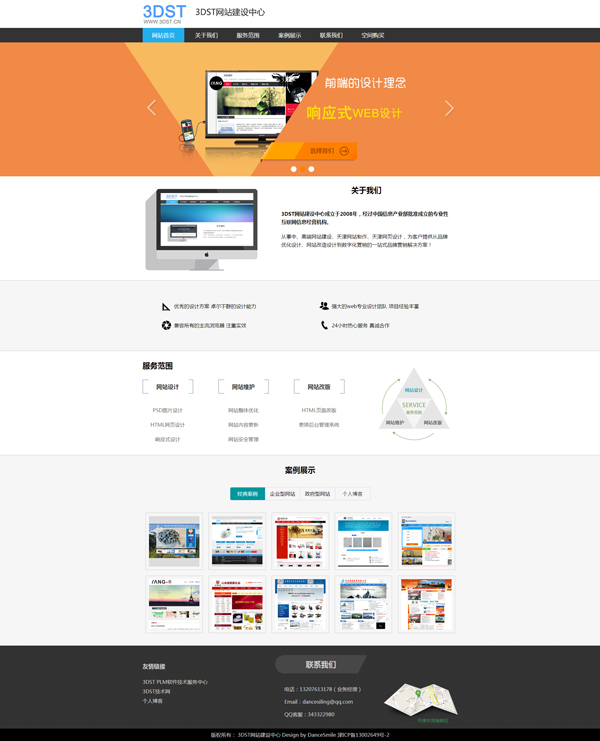 3DST
WWW.3DST.CN
3DST网站建设中心
网站首页 关于我们 服务范围 案例展示 联系我们 空间购买
JANG
前端的设计理念
响应式WEB设计
选择我们
关于我们
3DST网站建设中心成立于2008年，经过中国信息产业部批准成立的专业性
互联网信息经营机构。
从事中、高端网站建设、天津网站制作、天津网页设计，为客户提供从品牌
优化设计、网站改造设计到数字化营销的一站式品牌营销解决方案！
优秀的设计方案 卓尔不群的设计能力
强大的web专业设计团队 项目经验丰富
兼容所有的主流浏览器 注重实效
24小时热心服务 真诚合作
服务范围
网站设计 网站维护 网站改版
PSD图片设计 网站整体优化 HTML页面改版
HTML网页设计 网站内容更新 更换后台管理系统
响应式设计 网站安全管理
网站设计
SERVICE
服务范围
网站维护 网站改版
案例展示
经典案例 企业型网站 政府型网站 个人博客
友情链接
3DST PLM软件技术服务中心
3DST技术网
个人博客
联系我们
电话：13207613178（业务经理）
Email：dancesiling@qq.com
QQ客服：343322980
版权所有： 3DST网站建设中心 Design by DanceSmile 津ICP备13002649号-2